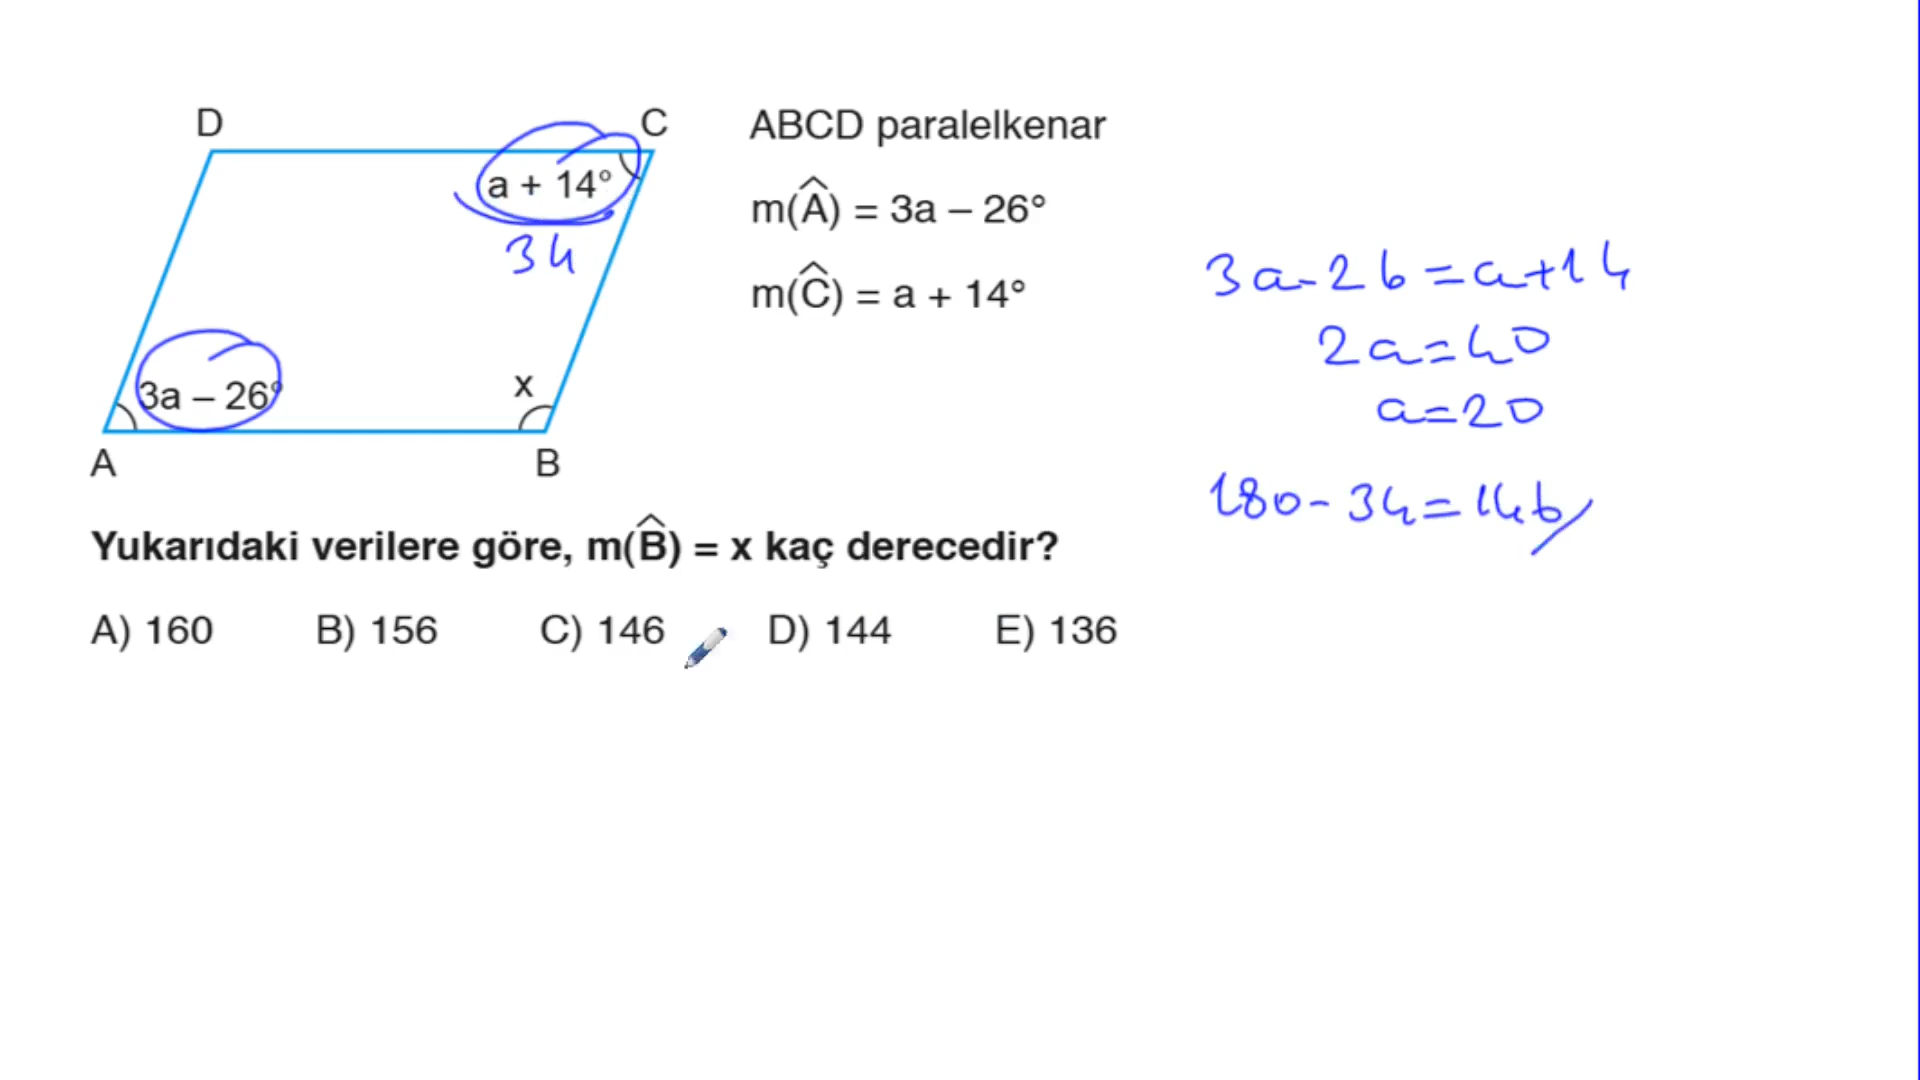 D
C
ABCD paralelkenar
a + 14°
m(Â) = 3a – 26°
34
3a-26=a+14
m(Ĉ) = a + 14°
2a=40
3a – 26°
x
a=20
A
B
180-34=146
Yukarıdaki verilere göre, m(B̂) = x kaç derecedir?
A) 160 B) 156 C) 146 D) 144 E) 136